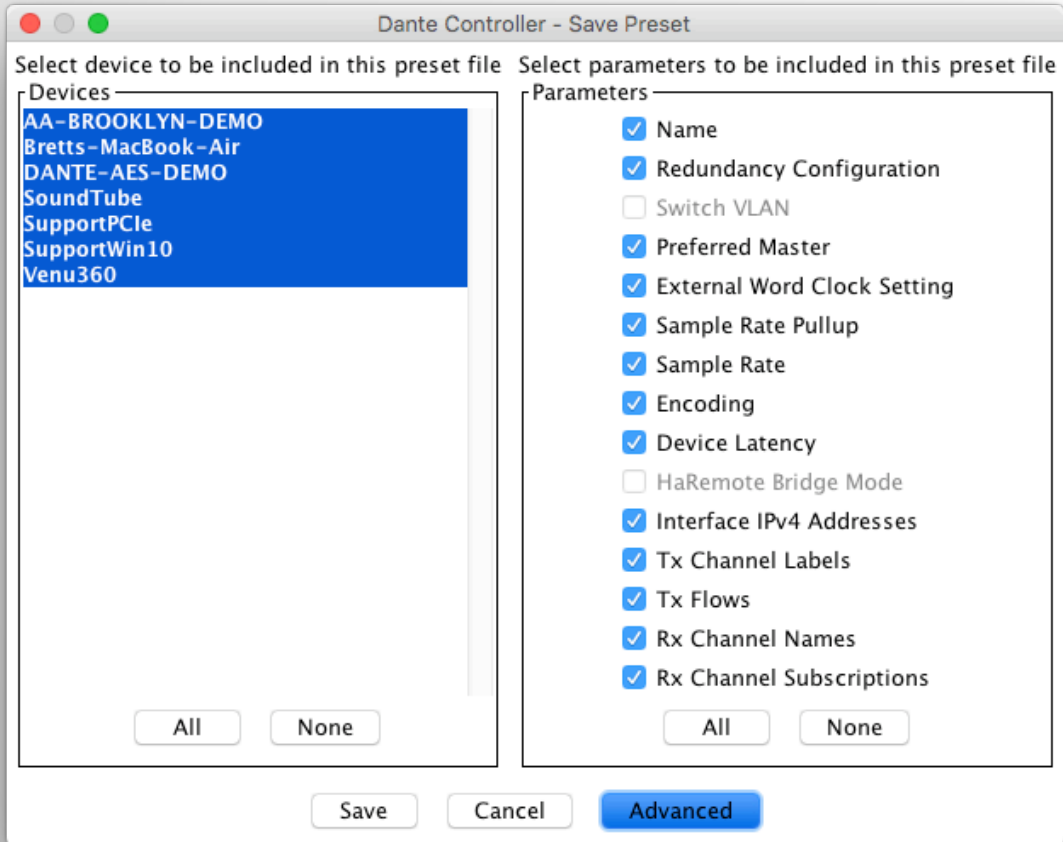 Dante Controller – Save Preset
Select device to be included in this preset file
Devices
AA-BROOKLYN-DEMO
Bretts-MacBook-Air
DANTE-AES-DEMO
SoundTube
SupportPCIe
SupportWin10
Venu360
All None
Select parameters to be included in this preset file
Parameters
Name
Redundancy Configuration
Switch VLAN
Preferred Master
External Word Clock Setting
Sample Rate Pullup
Sample Rate
Encoding
Device Latency
HaRemote Bridge Mode
Interface IPv4 Addresses
Tx Channel Labels
Tx Flows
Rx Channel Names
Rx Channel Subscriptions
All None
Save Cancel Advanced